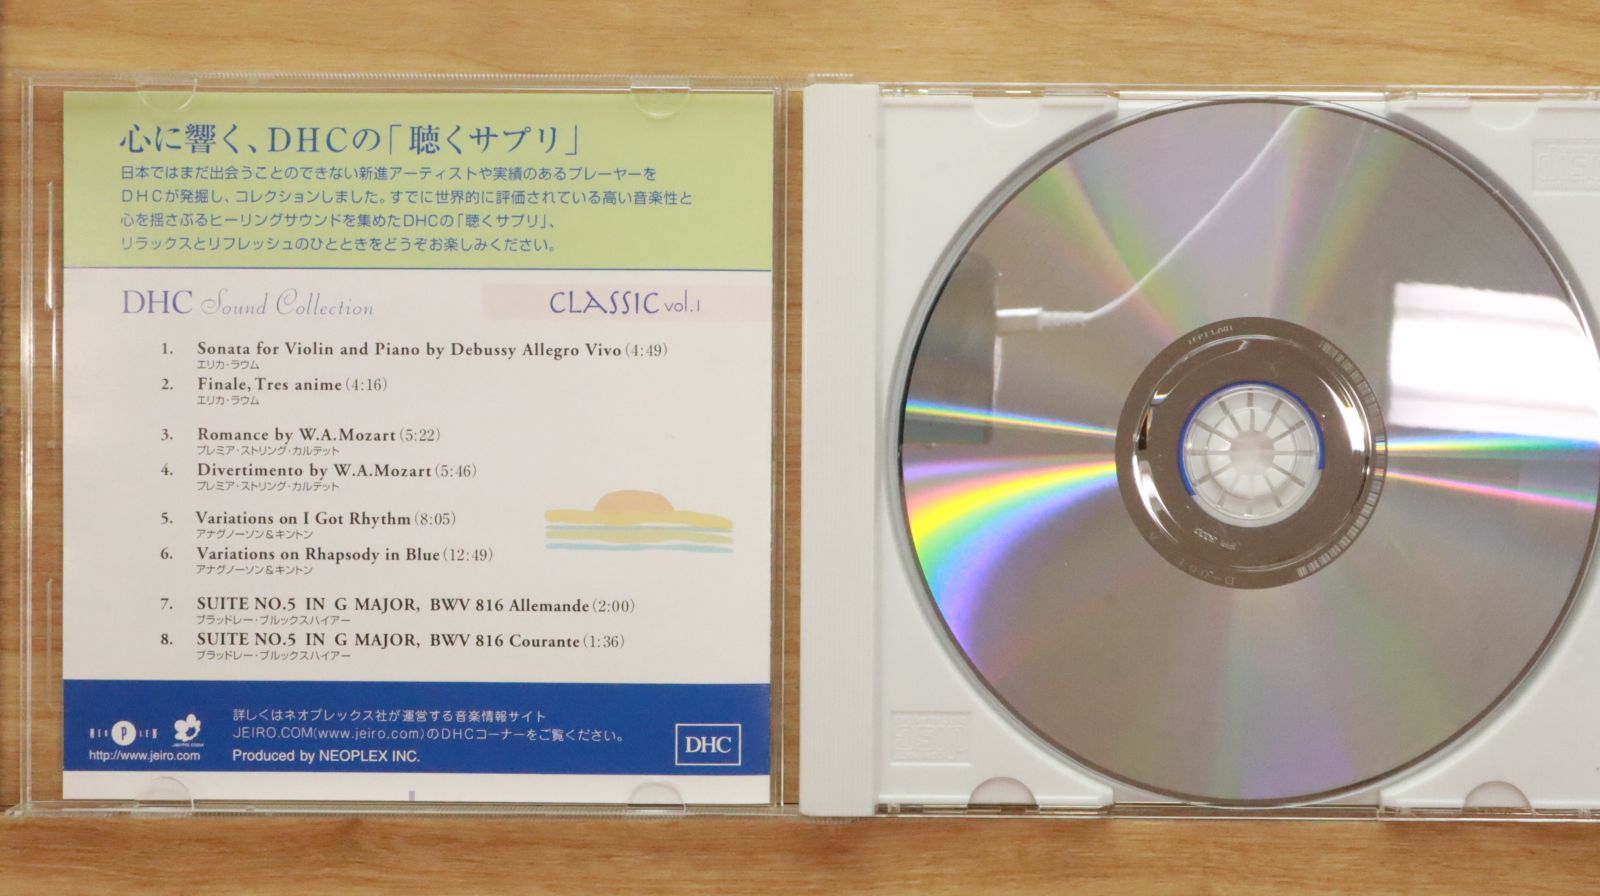 心に響く、DHCの「聴くサプリ」
日本ではまだ出会うことのできない新進アーティストや実績のあるプレーヤーを
DHCが発掘し、コレクションしました。すでに世界的に評価されている高い音楽性と
心を揺さぶるヒーリングサウンドを集めたDHCの「聴くサプリ」、
リラックスとリフレッシュのひとときをどうぞお楽しみください。
DHC Sound Collection CLASSIC vol.1
1. Sonata for Violin and Piano by Debussy Allegro Vivo (4:49)
エリカ・ラウム
2. Finale, Tres anime (4:16)
エリカ・ラウム
3. Romance by W.A.Mozart (5:22)
プレミア・ストリング・カルテット
4. Divertimento by W.A.Mozart (5:46)
プレミア・ストリング・カルテット
5. Variations on I Got Rhythm (8:05)
アナグノーソン&キントン
6. Variations on Rhapsody in Blue (12:49)
アナグノーソン&キントン
7. SUITE NO.5 IN G MAJOR, BWV 816 Allemande (2:00)
ブラッドレー・ブルックスハイアー
8. SUITE NO.5 IN G MAJOR, BWV 816 Courante (1:36)
ブラッドレー・ブルックスハイアー
NEOPLEX JEIRO.COM
http://www.jeiro.com
詳しくはネオプレックス社が運営する音楽情報サイト
JEIRO.COM(www.jeiro.com)のDHCコーナーをご覧ください。
Produced by NEOPLEX INC.
DHC